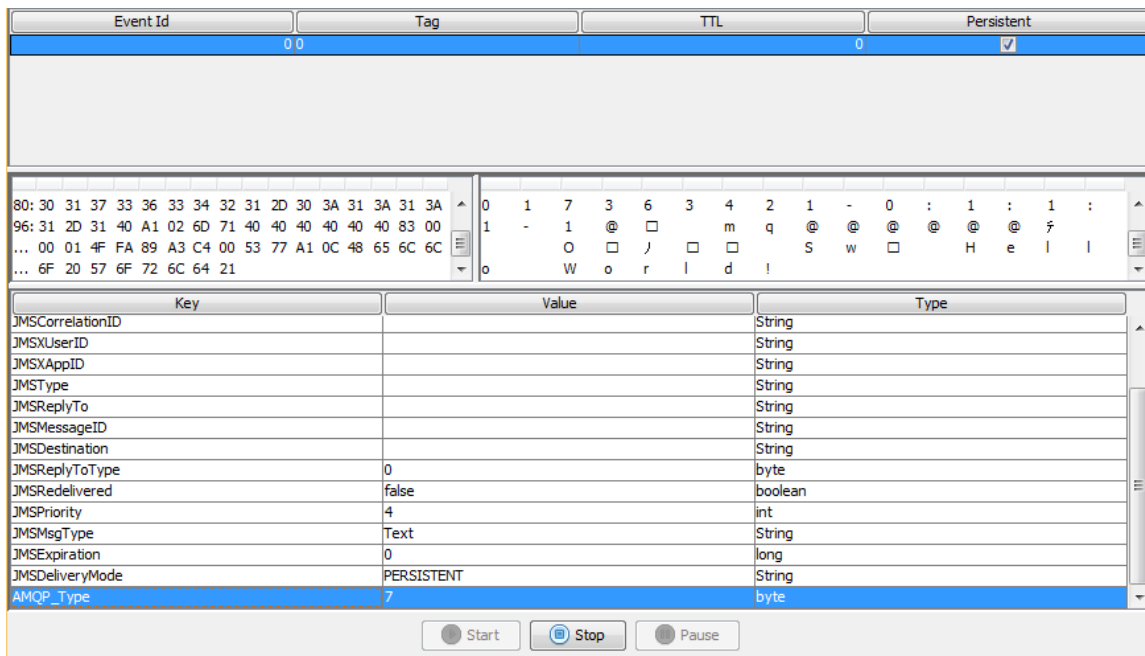 Event Id Tag TTL Persistent
0 0 0
80: 30 31 37 33 36 33 34 32 31 2D 30 3A 31 3A 31 3A 0 1 7 3 6 3 4 2 1 - 0 : 1 : 1 :
96: 31 2D 31 40 A1 02 6D 71 40 40 40 40 40 40 83 00 1 - 1 @ □ m q @ @ @ @ @ @ チ
... 00 01 4F FA 89 A3 C4 00 53 77 A1 0C 48 65 6C 6C O □ ノ □ □ S w □ H e l l
... 6F 20 57 6F 72 6C 64 21 o W o r l d !
Key Value Type
JMSCorrelationID String
JMSXUserID String
JMSXAppID String
JMSType String
JMSReplyTo String
JMSMessageID String
JMSDestination String
JMSReplyToType 0 byte
JMSRedelivered false boolean
JMSPriority 4 int
JMSMsgType Text String
JMSExpiration 0 long
JMSDeliveryMode PERSISTENT String
AMQP_Type 7 byte
Start Stop Pause